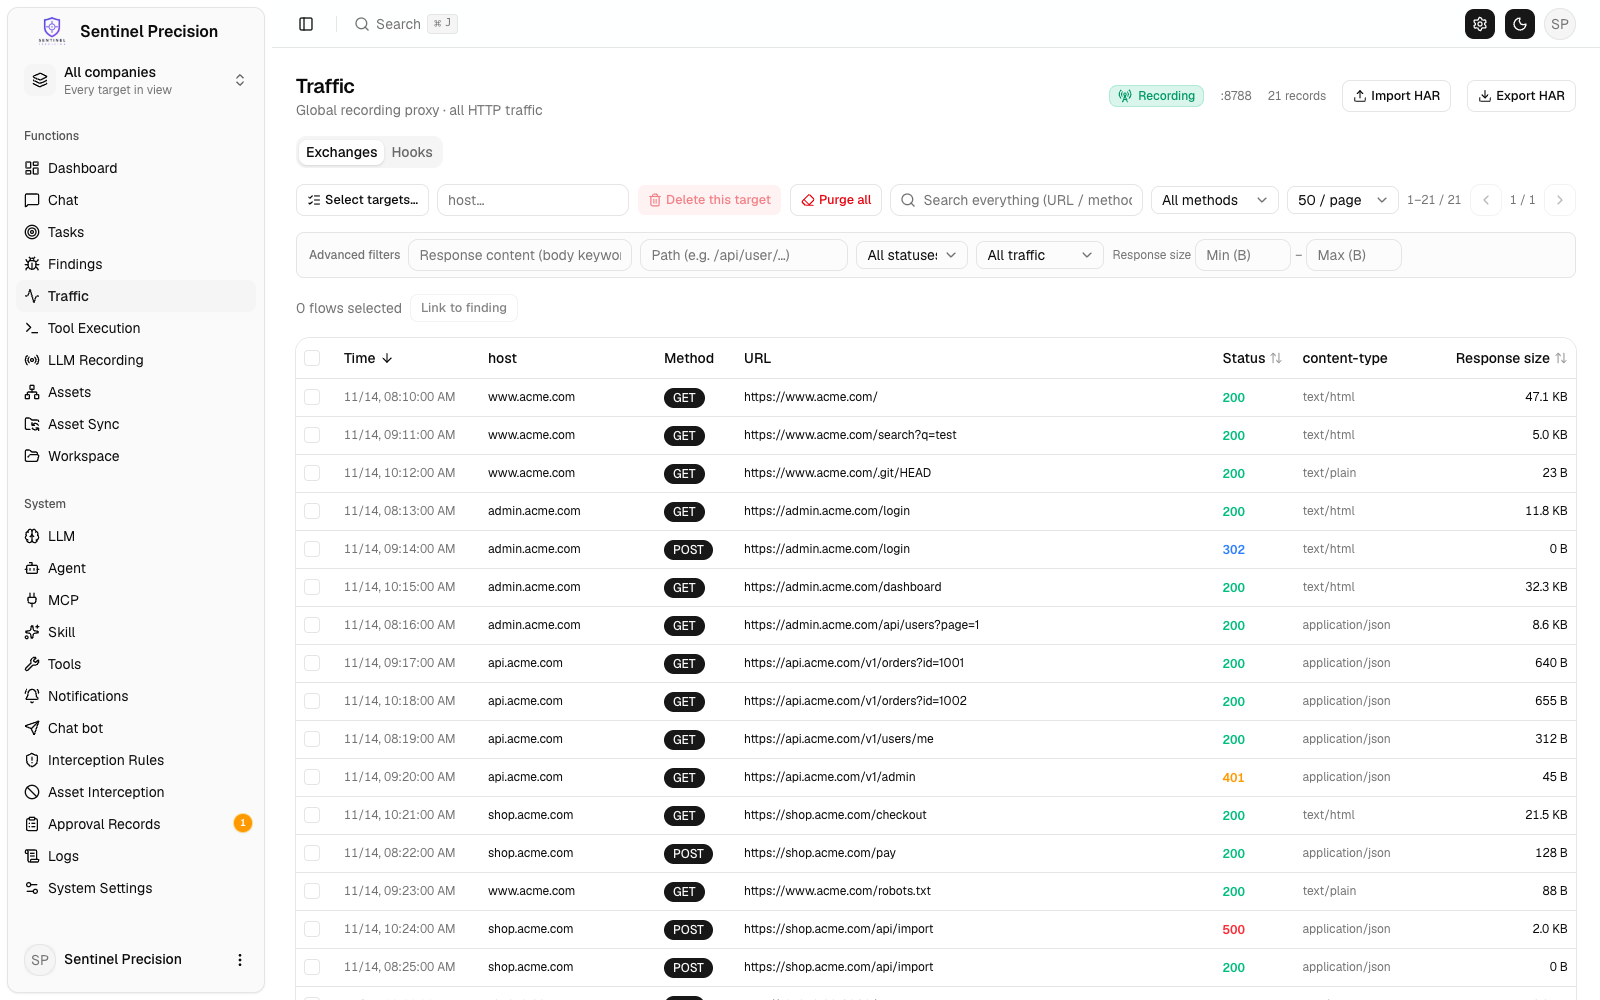 SENTINEL
Sentinel Precision
All companies
Every target in view
Functions
Dashboard
Chat
Tasks
Findings
Traffic
Tool Execution
LLM Recording
Assets
Asset Sync
Workspace
System
LLM
Agent
MCP
Skill
Tools
Notifications
Chat bot
Interception Rules
Asset Interception
Approval Records 1
Logs
System Settings
SP Sentinel Precision
Search ⌘ J
SP
Traffic
Global recording proxy · all HTTP traffic
Recording :8788 21 records Import HAR Export HAR
Exchanges Hooks
Select targets... host... Delete this target Purge all Search everything (URL / method All methods 50 / page 1–21 / 21 1 / 1
Advanced filters Response content (body keywor Path (e.g. /api/user/...) All statuses All traffic Response size Min (B) – Max (B)
0 flows selected Link to finding
Time host Method URL Status content-type Response size
11/14, 08:10:00 AM www.acme.com GET https://www.acme.com/ 200 text/html 47.1 KB
11/14, 09:11:00 AM www.acme.com GET https://www.acme.com/search?q=test 200 text/html 5.0 KB
11/14, 10:12:00 AM www.acme.com GET https://www.acme.com/.git/HEAD 200 text/plain 23 B
11/14, 08:13:00 AM admin.acme.com GET https://admin.acme.com/login 200 text/html 11.8 KB
11/14, 09:14:00 AM admin.acme.com POST https://admin.acme.com/login 302 text/html 0 B
11/14, 10:15:00 AM admin.acme.com GET https://admin.acme.com/dashboard 200 text/html 32.3 KB
11/14, 08:16:00 AM admin.acme.com GET https://admin.acme.com/api/users?page=1 200 application/json 8.6 KB
11/14, 09:17:00 AM api.acme.com GET https://api.acme.com/v1/orders?id=1001 200 application/json 640 B
11/14, 10:18:00 AM api.acme.com GET https://api.acme.com/v1/orders?id=1002 200 application/json 655 B
11/14, 08:19:00 AM api.acme.com GET https://api.acme.com/v1/users/me 200 application/json 312 B
11/14, 09:20:00 AM api.acme.com GET https://api.acme.com/v1/admin 401 application/json 45 B
11/14, 10:21:00 AM shop.acme.com GET https://shop.acme.com/checkout 200 text/html 21.5 KB
11/14, 08:22:00 AM shop.acme.com POST https://shop.acme.com/pay 200 application/json 128 B
11/14, 09:23:00 AM www.acme.com GET https://www.acme.com/robots.txt 200 text/plain 88 B
11/14, 10:24:00 AM shop.acme.com POST https://shop.acme.com/api/import 500 application/json 2.0 KB
11/14, 08:25:00 AM shop.acme.com POST https://shop.acme.com/api/import 200 application/json 0 B